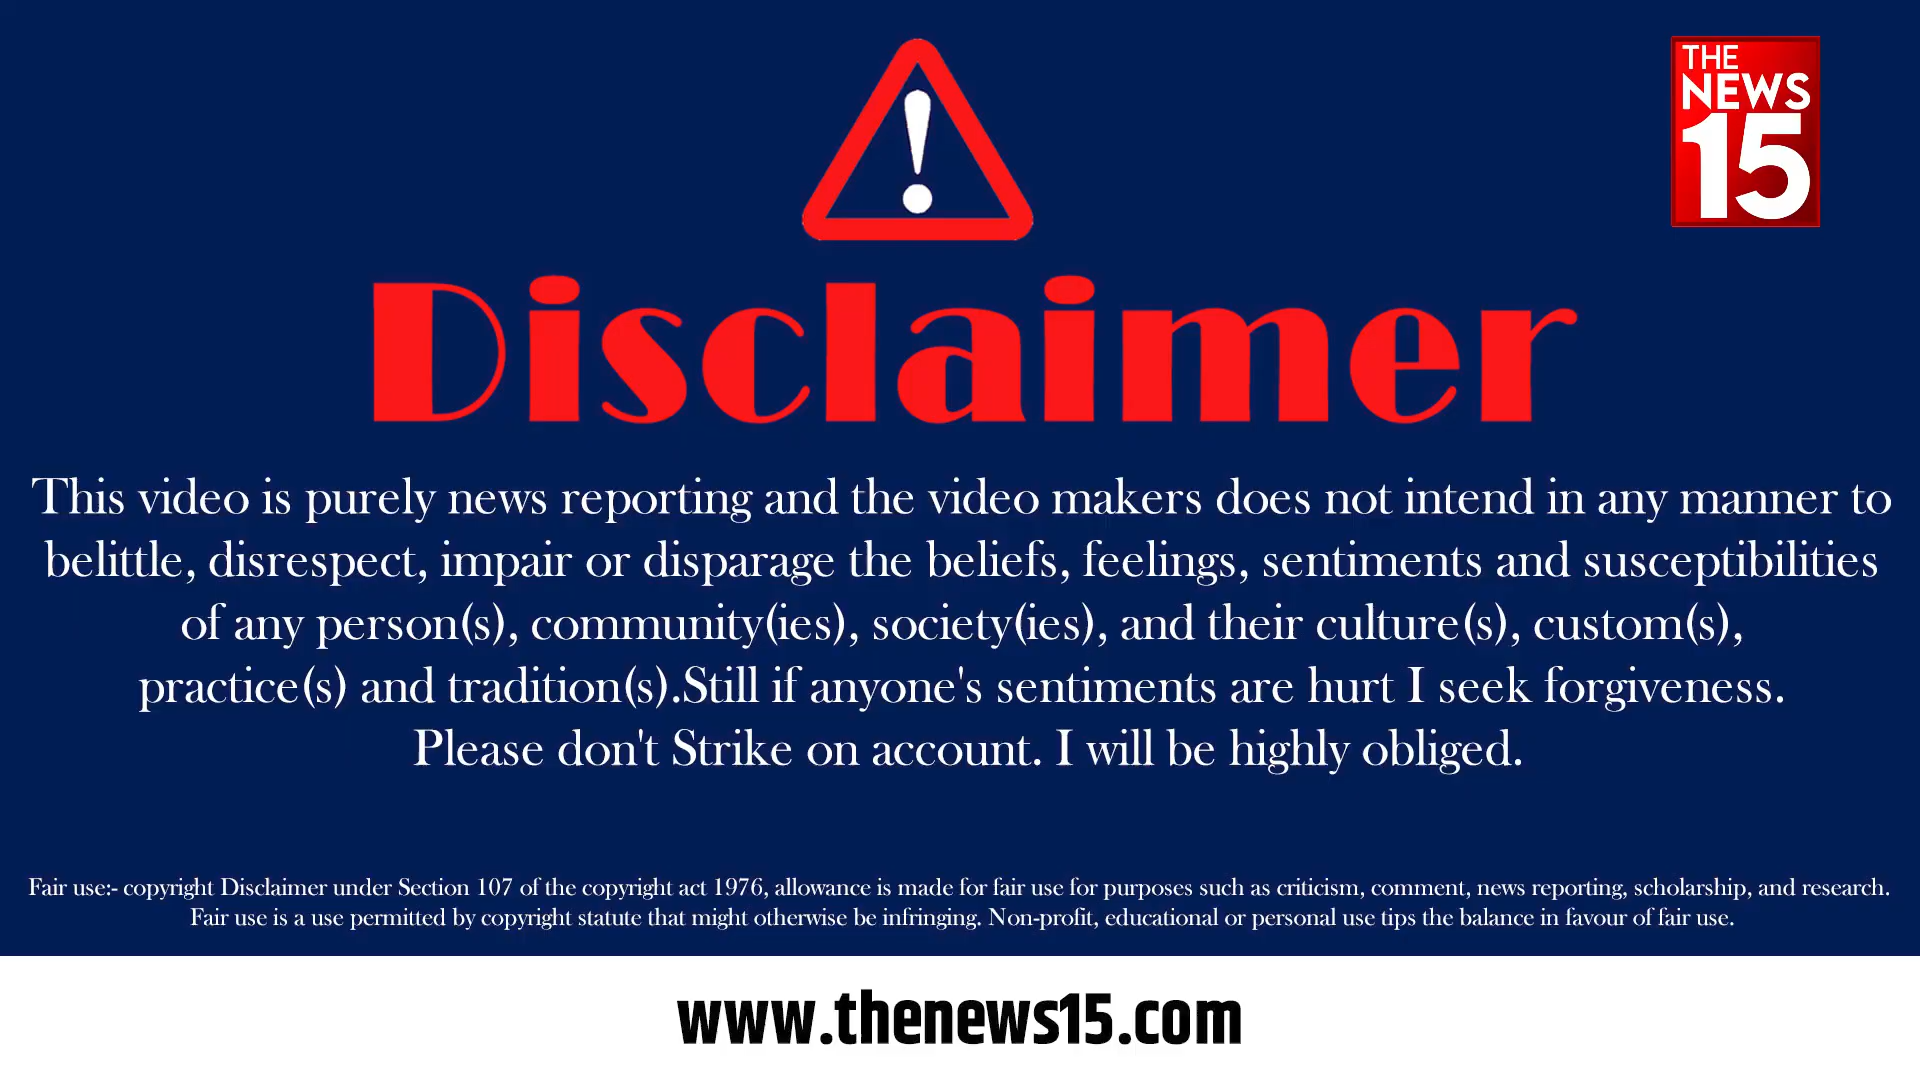 THE
NEWS
15
Disclaimer
This video is purely news reporting and the video makers does not intend in any manner to
belittle, disrespect, impair or disparage the beliefs, feelings, sentiments and susceptibilities
of any person(s), community(ies), society(ies), and their culture(s), custom(s),
practice(s) and tradition(s).Still if anyone's sentiments are hurt I seek forgiveness.
Please don't Strike on account. I will be highly obliged.
Fair use:- copyright Disclaimer under Section 107 of the copyright act 1976, allowance is made for fair use for purposes such as criticism, comment, news reporting, scholarship, and research.
Fair use is a use permitted by copyright statute that might otherwise be infringing. Non-profit, educational or personal use tips the balance in favour of fair use.
www.thenews15.com